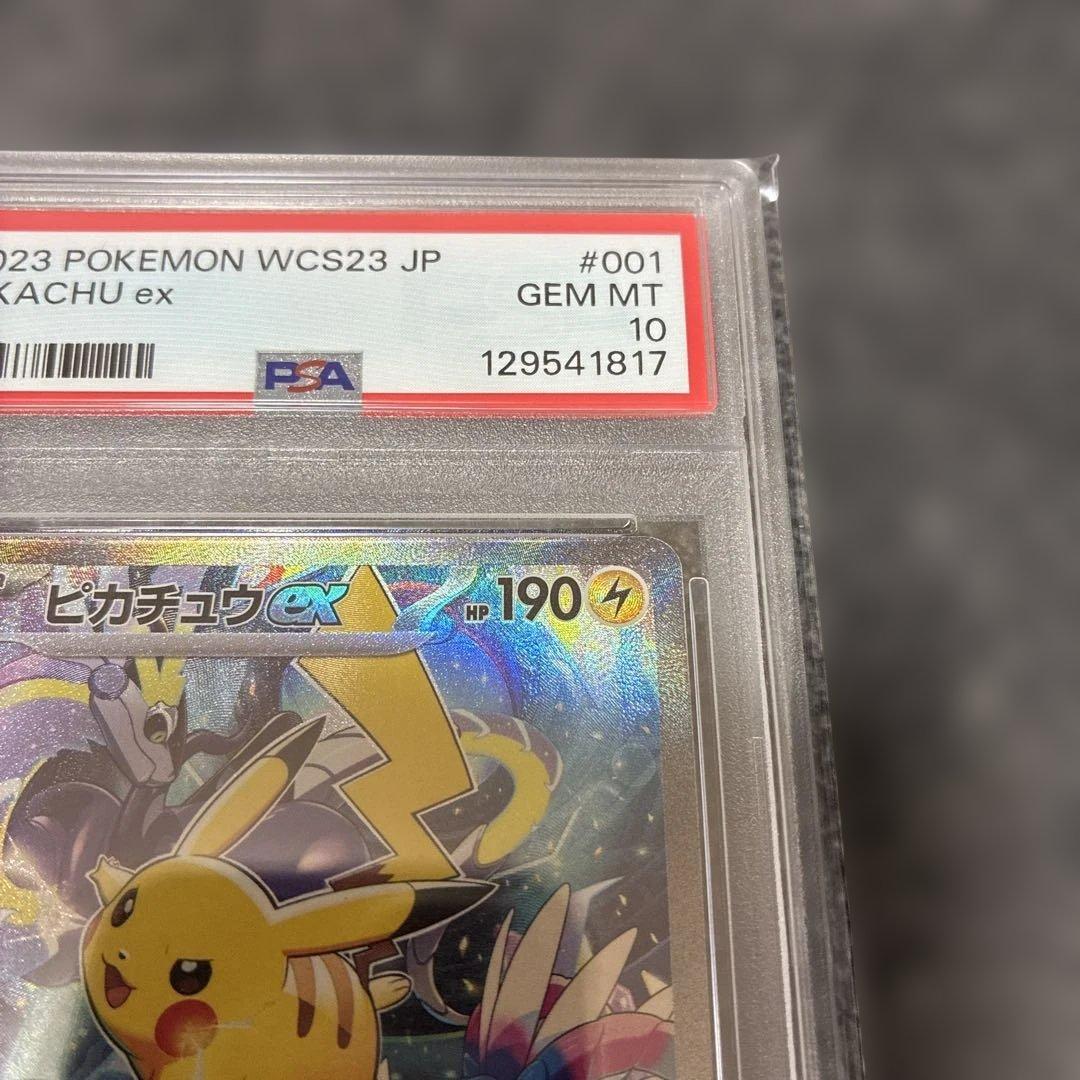 023 POKEMON WCS23 JP #001
KACHU ex GEM MT
10
PSA 129541817
ピカチュウex HP 190